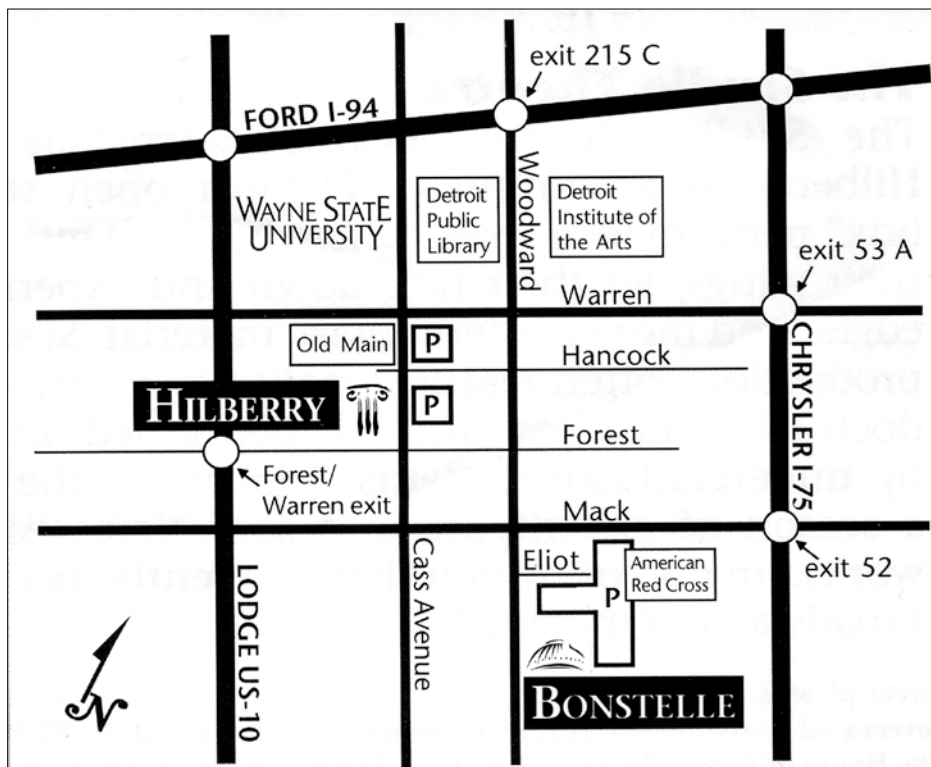 exit 215 C
FORD I-94
WAYNE STATE
UNIVERSITY
Detroit
Public
Library
Woodward
Detroit
Institute of
the Arts
exit 53 A
Warren
Old Main
P
Hancock
HILBERRY
P
CHRYSLER I-75
Forest
Forest/
Warren exit
Mack
Eliot
American
Red Cross
P
exit 52
Cass Avenue
LODGE US-10
N
BONSTELLE